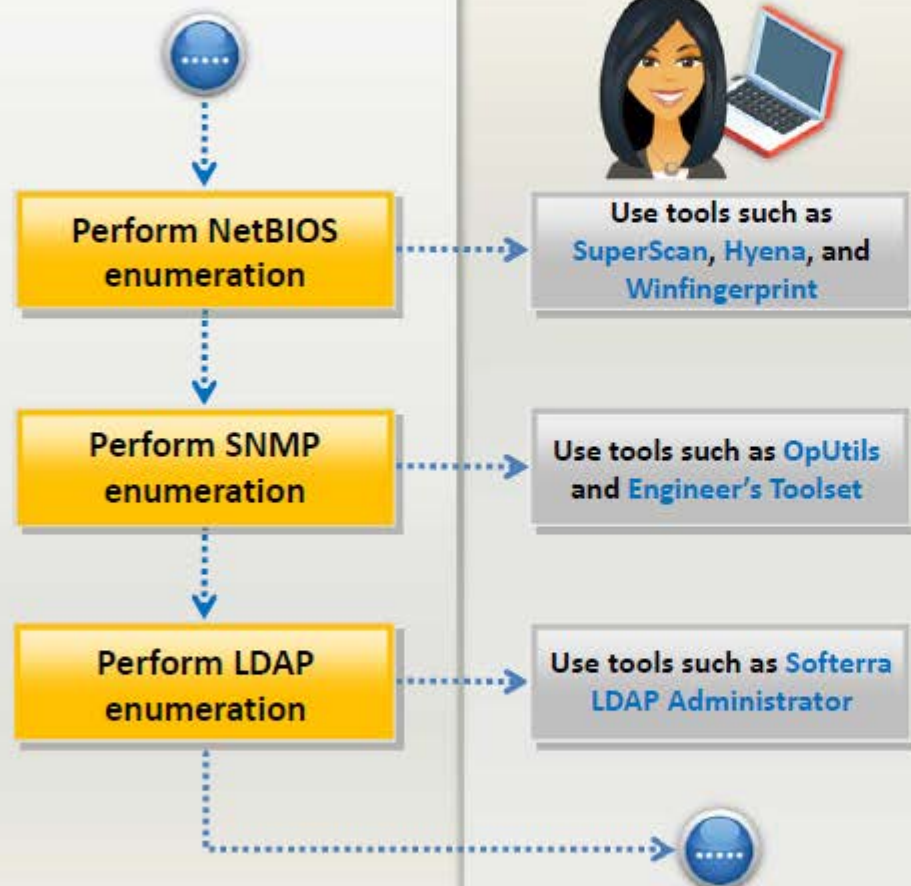 Perform NetBIOS
enumeration
Use tools such as
SuperScan, Hyena, and
Winfingerprint
Perform SNMP
enumeration
Use tools such as OpUtils
and Engineer's Toolset
Perform LDAP
enumeration
Use tools such as Softerra
LDAP Administrator